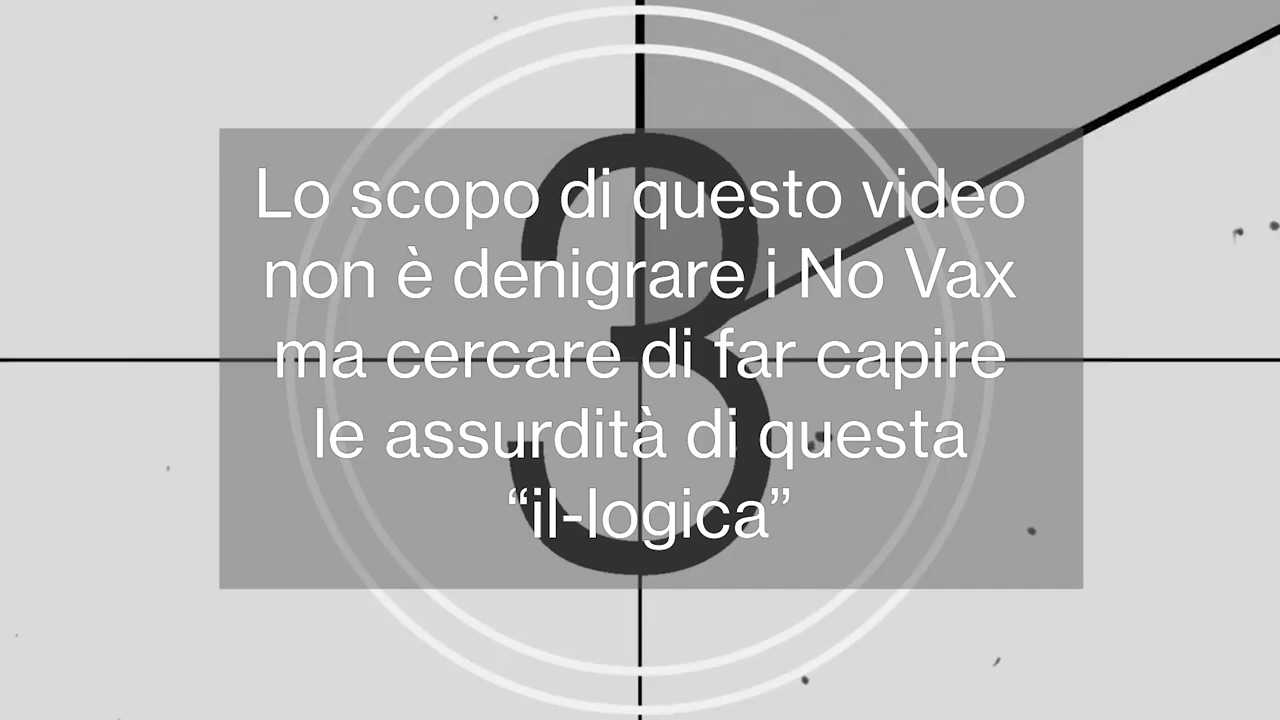 Lo scopo di questo video
non è denigrare i No Vax
ma cercare di far capire
le assurdità di questa
“il-logica”
3